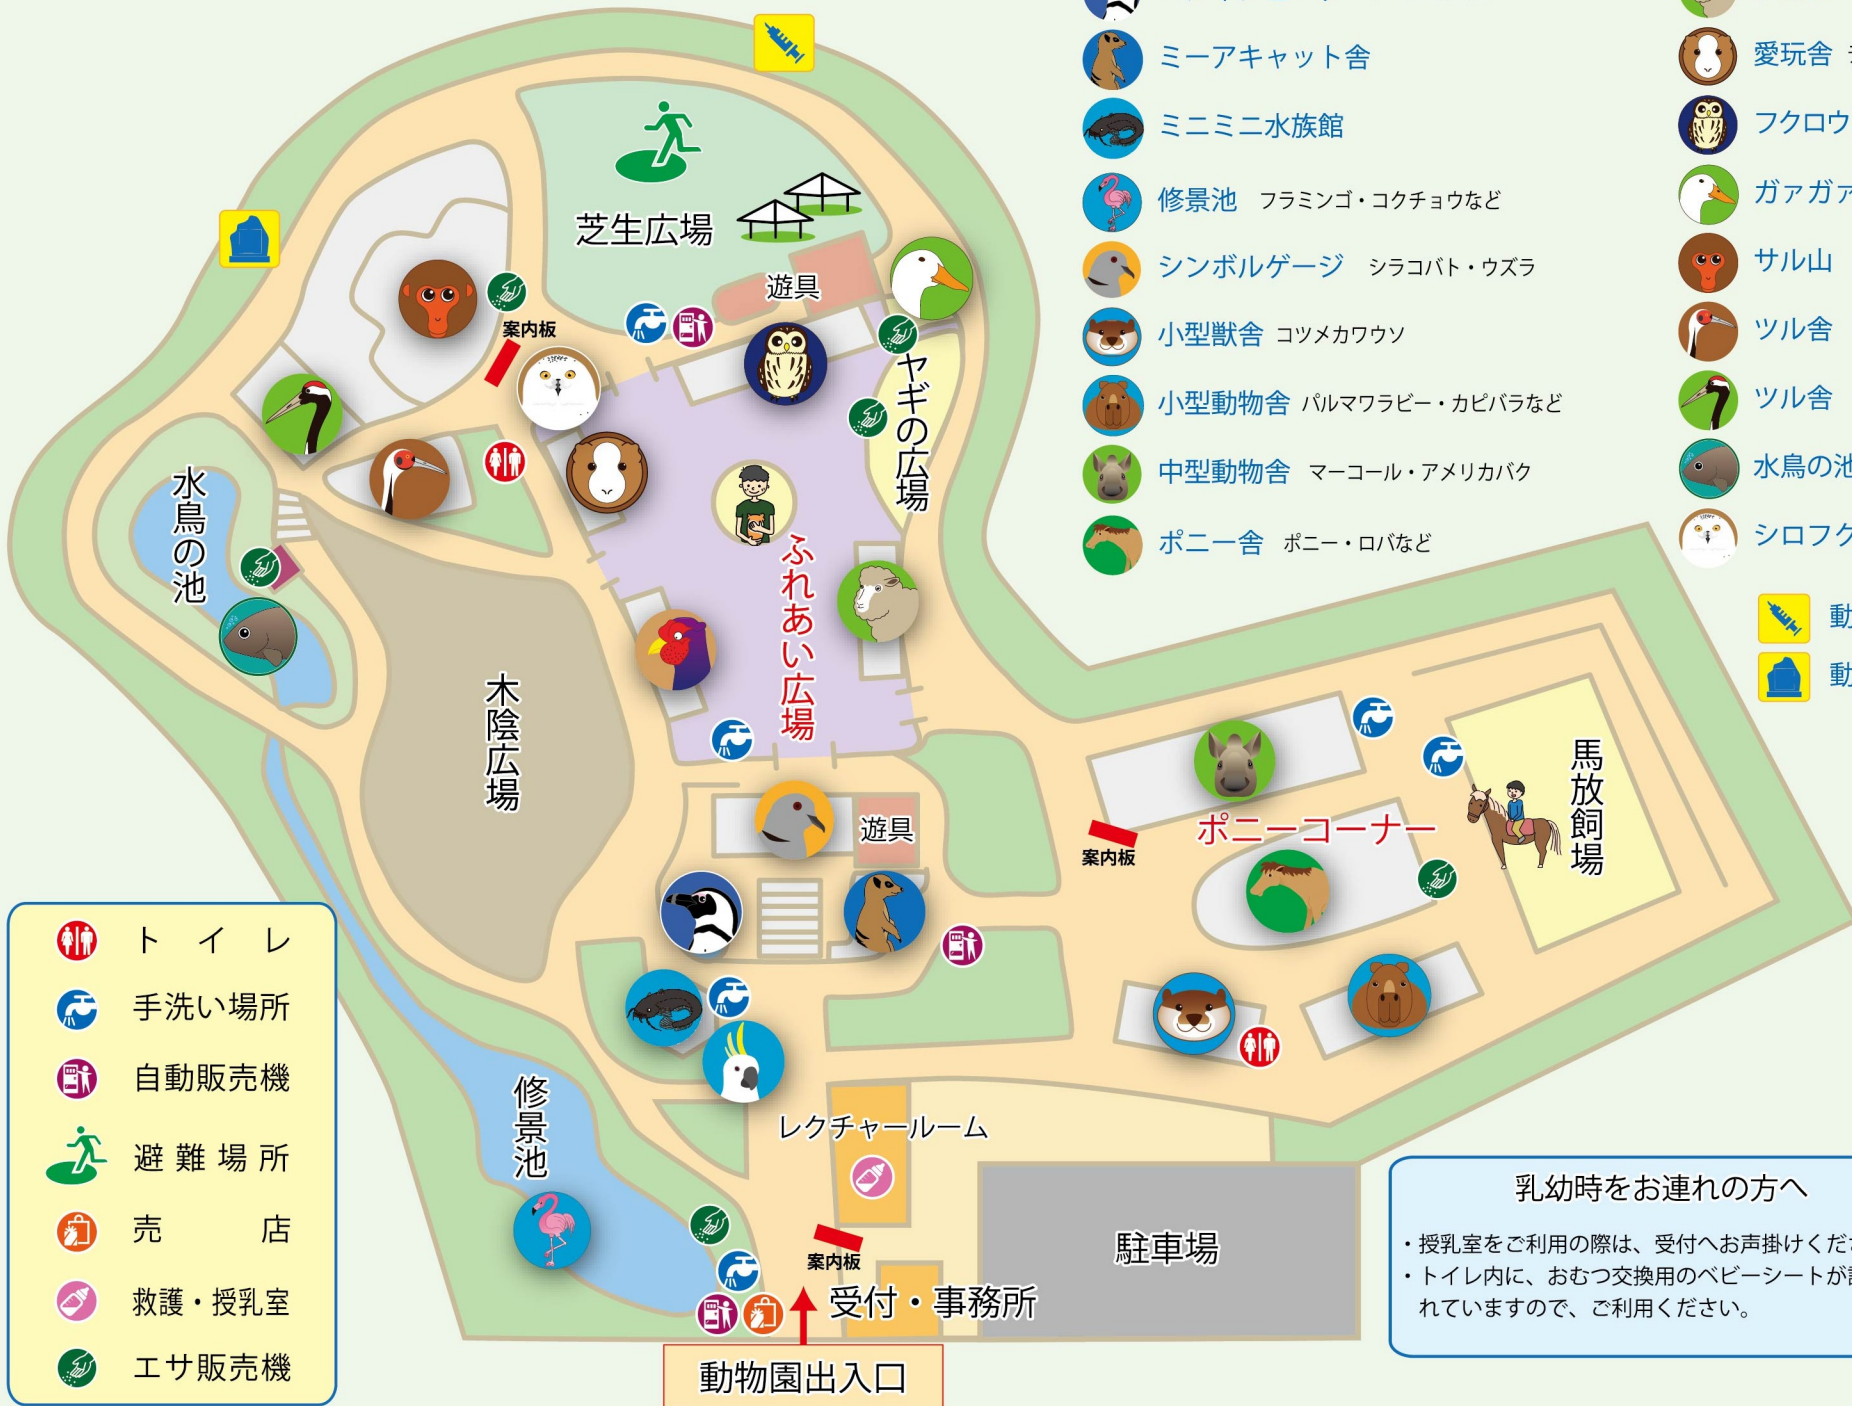 ミーアキャット舎
ミニミニ水族館
修景池 フラミンゴ・コクチョウなど
シンボルゲージ シラコバト・ウズラ
小型獣舎 コツメカワウソ
小型動物舎 パルマワラビー・カピバラなど
中型動物舎 マーコール・アメリカバク
ポニー舎 ポニー・ロバなど
愛玩舎
フクロウ
ガァガァ
サル山
ツル舎
ツル舎
水鳥の池
シロフク
動
動
芝生広場
遊具
案内板
ヤギの広場
水鳥の池
ふれあい広場
木陰広場
遊具
馬放飼場
ポニーコーナー
案内板
修景池
レクチャールーム
案内板
受付・事務所
駐車場
動物園出入口
トイレ
手洗い場所
自動販売機
避難場所
売店
救護・授乳室
エサ販売機
乳幼時をお連れの方へ
・授乳室をご利用の際は、受付へお声掛けくだ
・トイレ内に、おむつ交換用のベビーシートが
れていますので、ご利用ください。